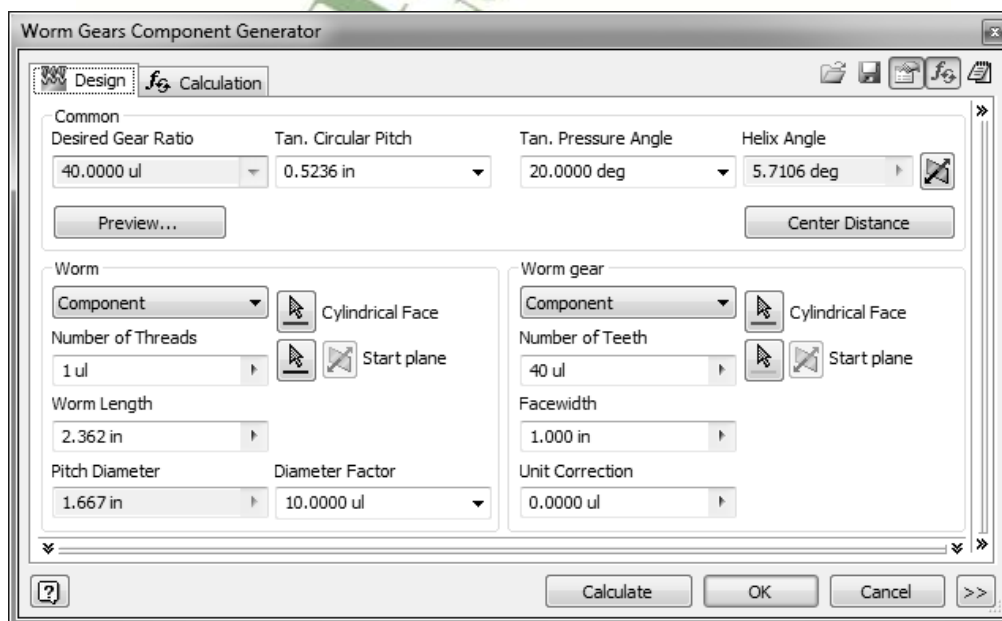 Worm Gears Component Generator
Design
Calculation
Common
Desired Gear Ratio Tan. Circular Pitch Tan. Pressure Angle Helix Angle
40.0000 ul 0.5236 in 20.0000 deg 5.7106 deg
Preview... Center Distance
Worm
Component
Cylindrical Face
Number of Threads
Start plane
1 ul
Worm Length
2.362 in
Pitch Diameter Diameter Factor
1.667 in 10.0000 ul
Worm gear
Component
Cylindrical Face
Number of Teeth
Start plane
40 ul
Facewidth
1.000 in
Unit Correction
0.0000 ul
Calculate OK Cancel >>